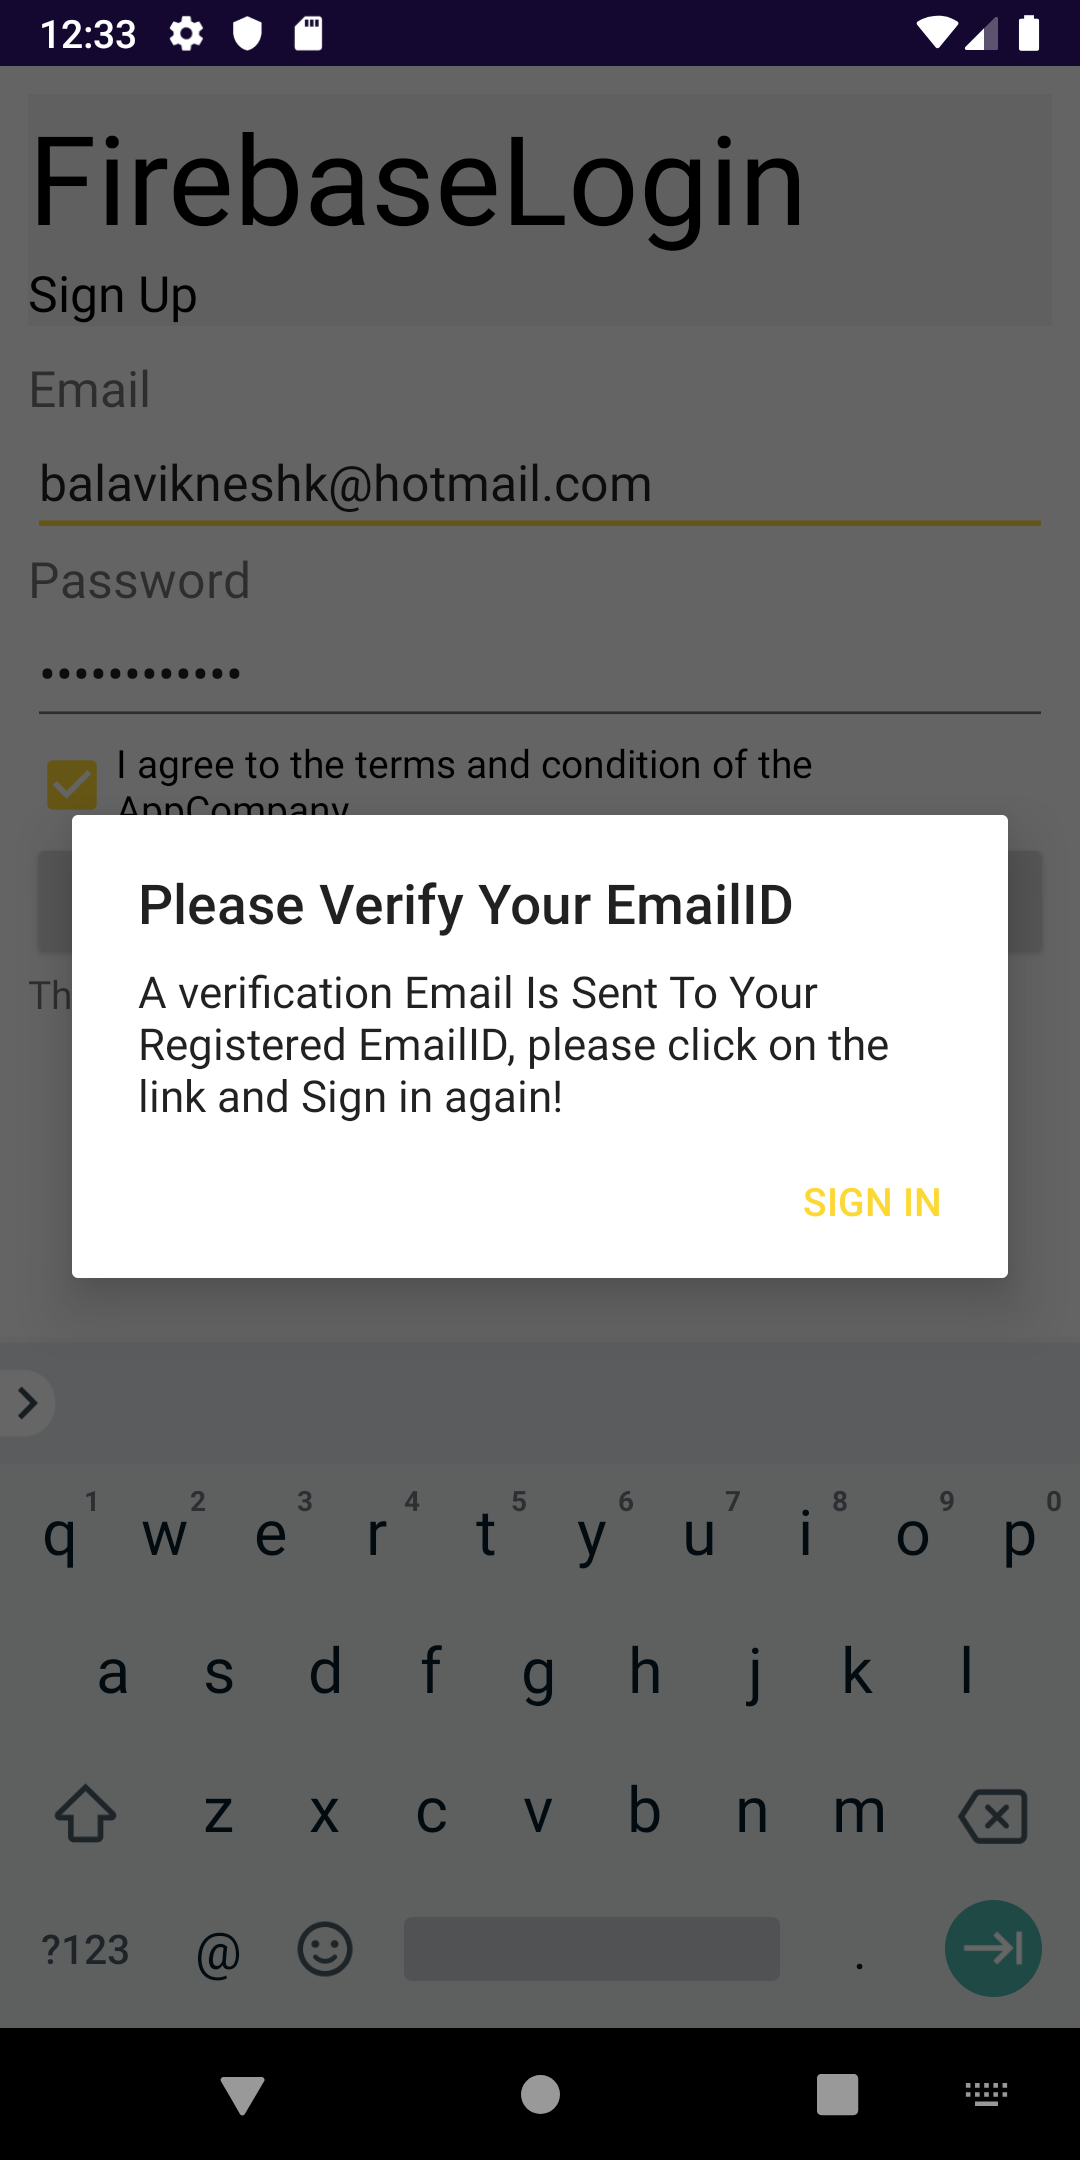 12:33
FirebaseLogin
Sign Up
Email
balavikneshk@hotmail.com
Password
••••••••••••
I agree to the terms and condition of the
AppCompany
Th
Please Verify Your EmailID
A verification Email Is Sent To Your
Registered EmailID, please click on the
link and Sign in again!
SIGN IN
1 2 3 4 5 6 7 8 9 0
q w e r t y u i o p
a s d f g h j k l
z x c v b n m
?123 @ .